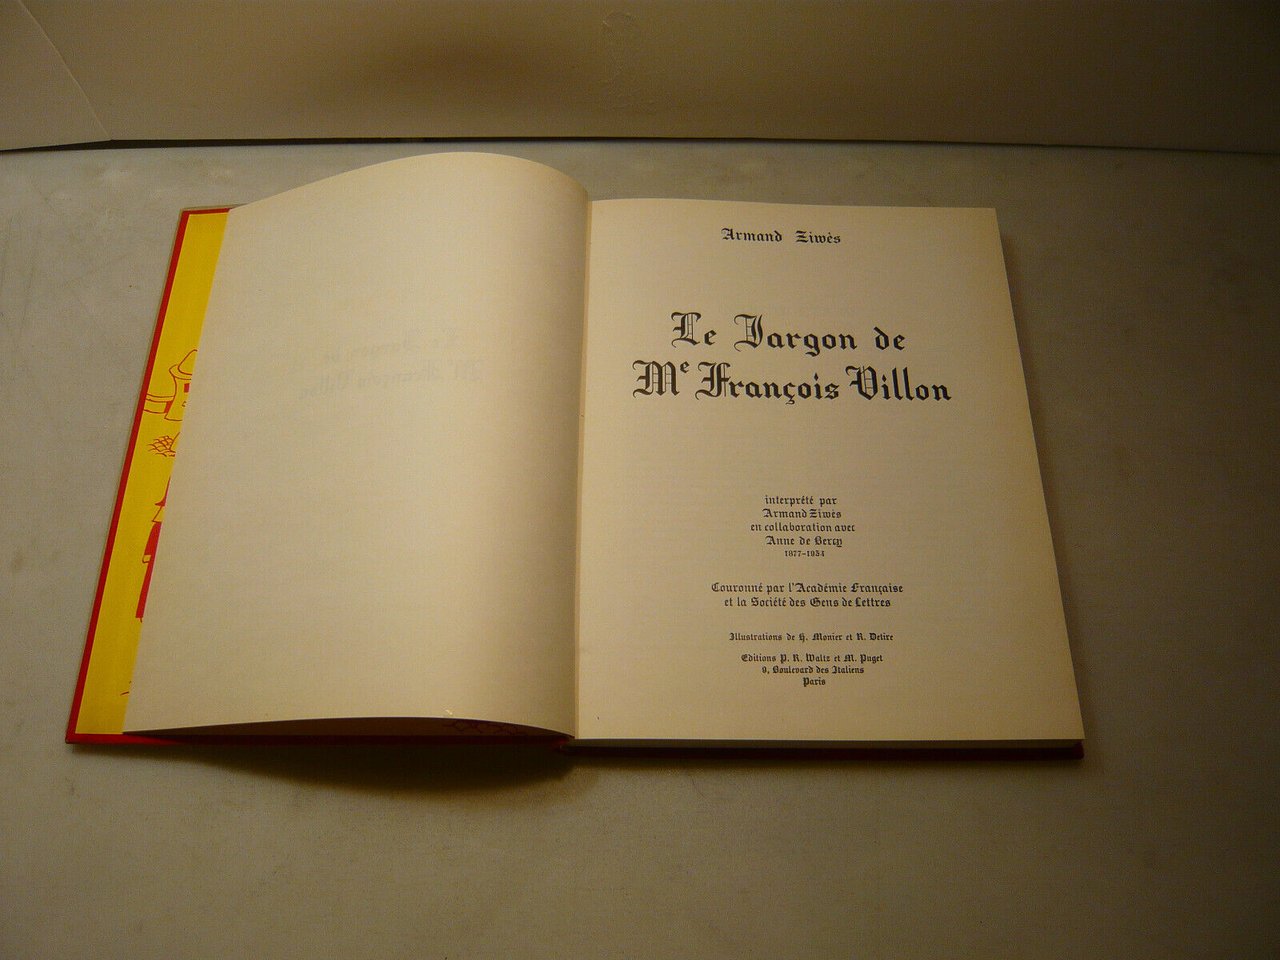 Armand Ziwès
Le Jargon de
Me François Villon
interprété par
Armand Ziwès
en collaboration avec
Anne de Bercy
1877-1954
Couronné par l'Académie Française
et la Société des Gens de Lettres
Illustrations de H. Monier et R. Detire
Editions P. R. Waltz et M. Puget
9, Boulevard des Italiens
Paris